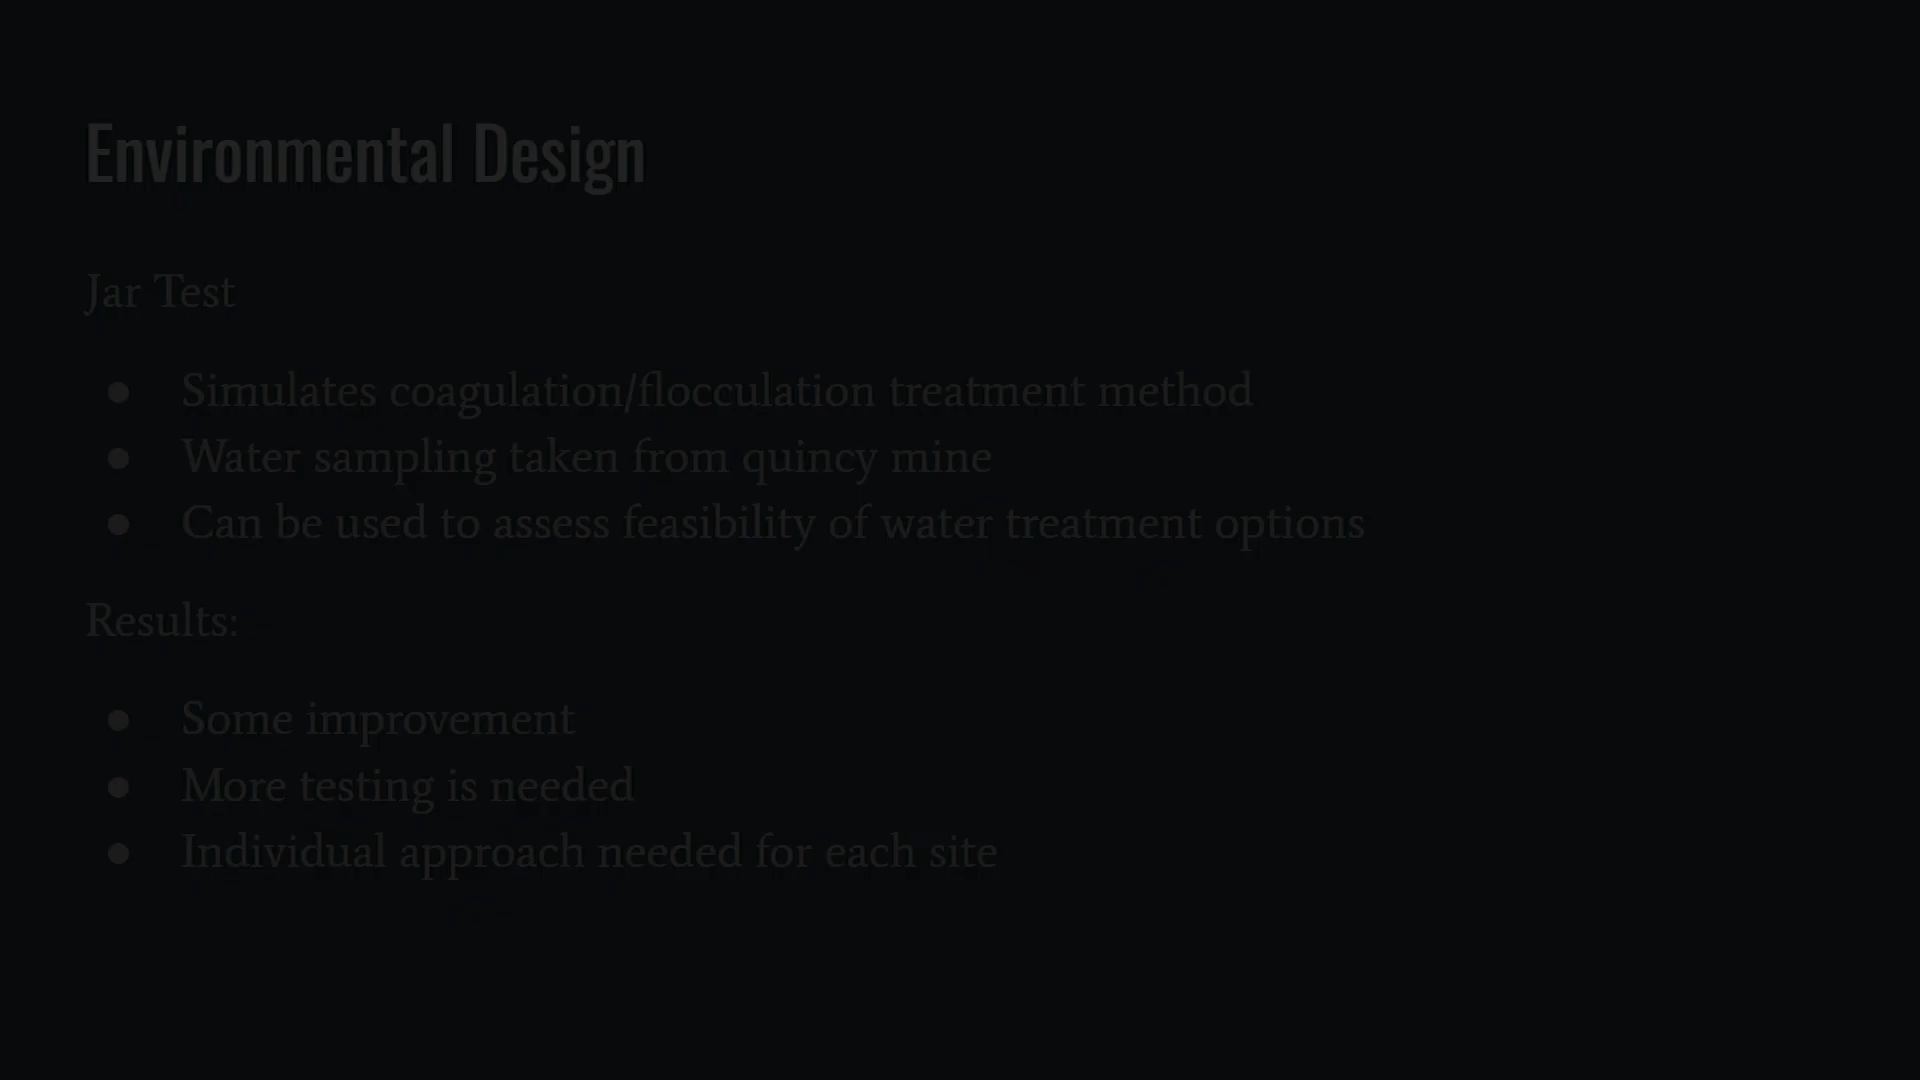 Environmental Design
Jar Test
● Simulates coagulation/flocculation treatment method
● Water sampling taken from quincy mine
● Can be used to assess feasibility of water treatment options
Results:
● Some improvement
● More testing is needed
● Individual approach needed for each site